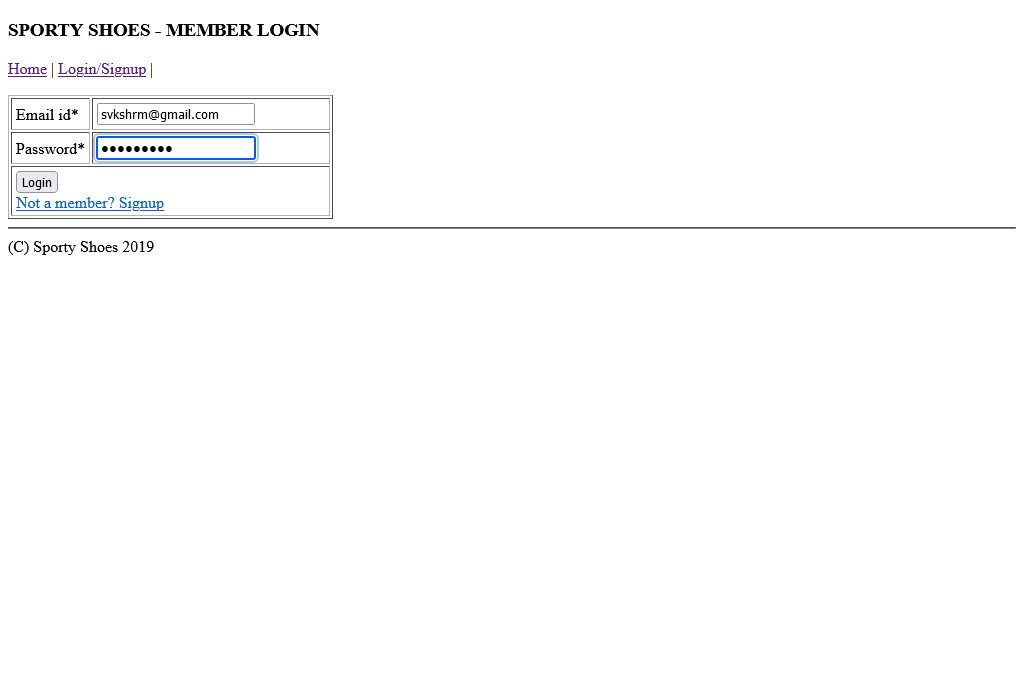 SPORTY SHOES - MEMBER LOGIN
Home | Login/Signup |
Email id* svkshrm@gmail.com
Password* •••••••••
Login
Not a member? Signup
(C) Sporty Shoes 2019